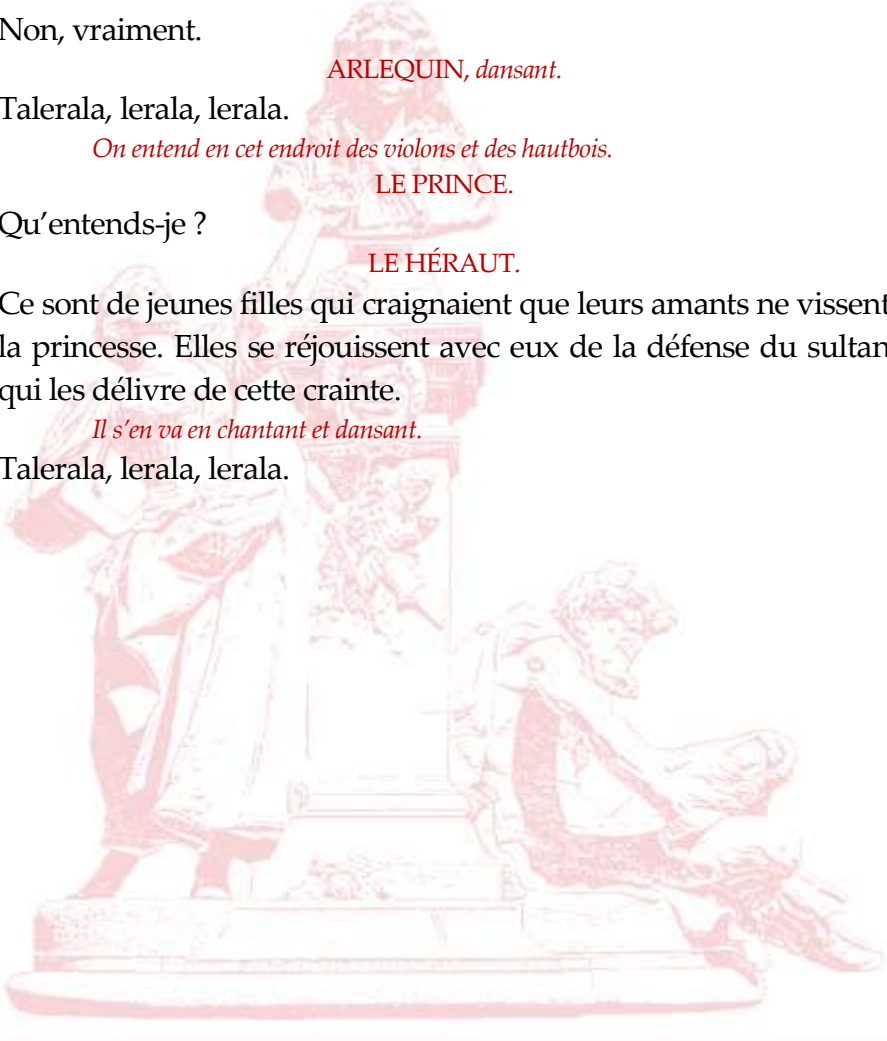 Non, vraiment.
ARLEQUIN, dansant.
Talerala, lerala, lerala.
On entend en cet endroit des violons et des hautbois.
LE PRINCE.
Qu’entends-je ?
LE HÉRAUT.
Ce sont de jeunes filles qui craignaient que leurs amants ne vissent
la princesse. Elles se réjouissent avec eux de la défense du sultan
qui les délivre de cette crainte.
Il s’en va en chantant et dansant.
Talerala, lerala, lerala.